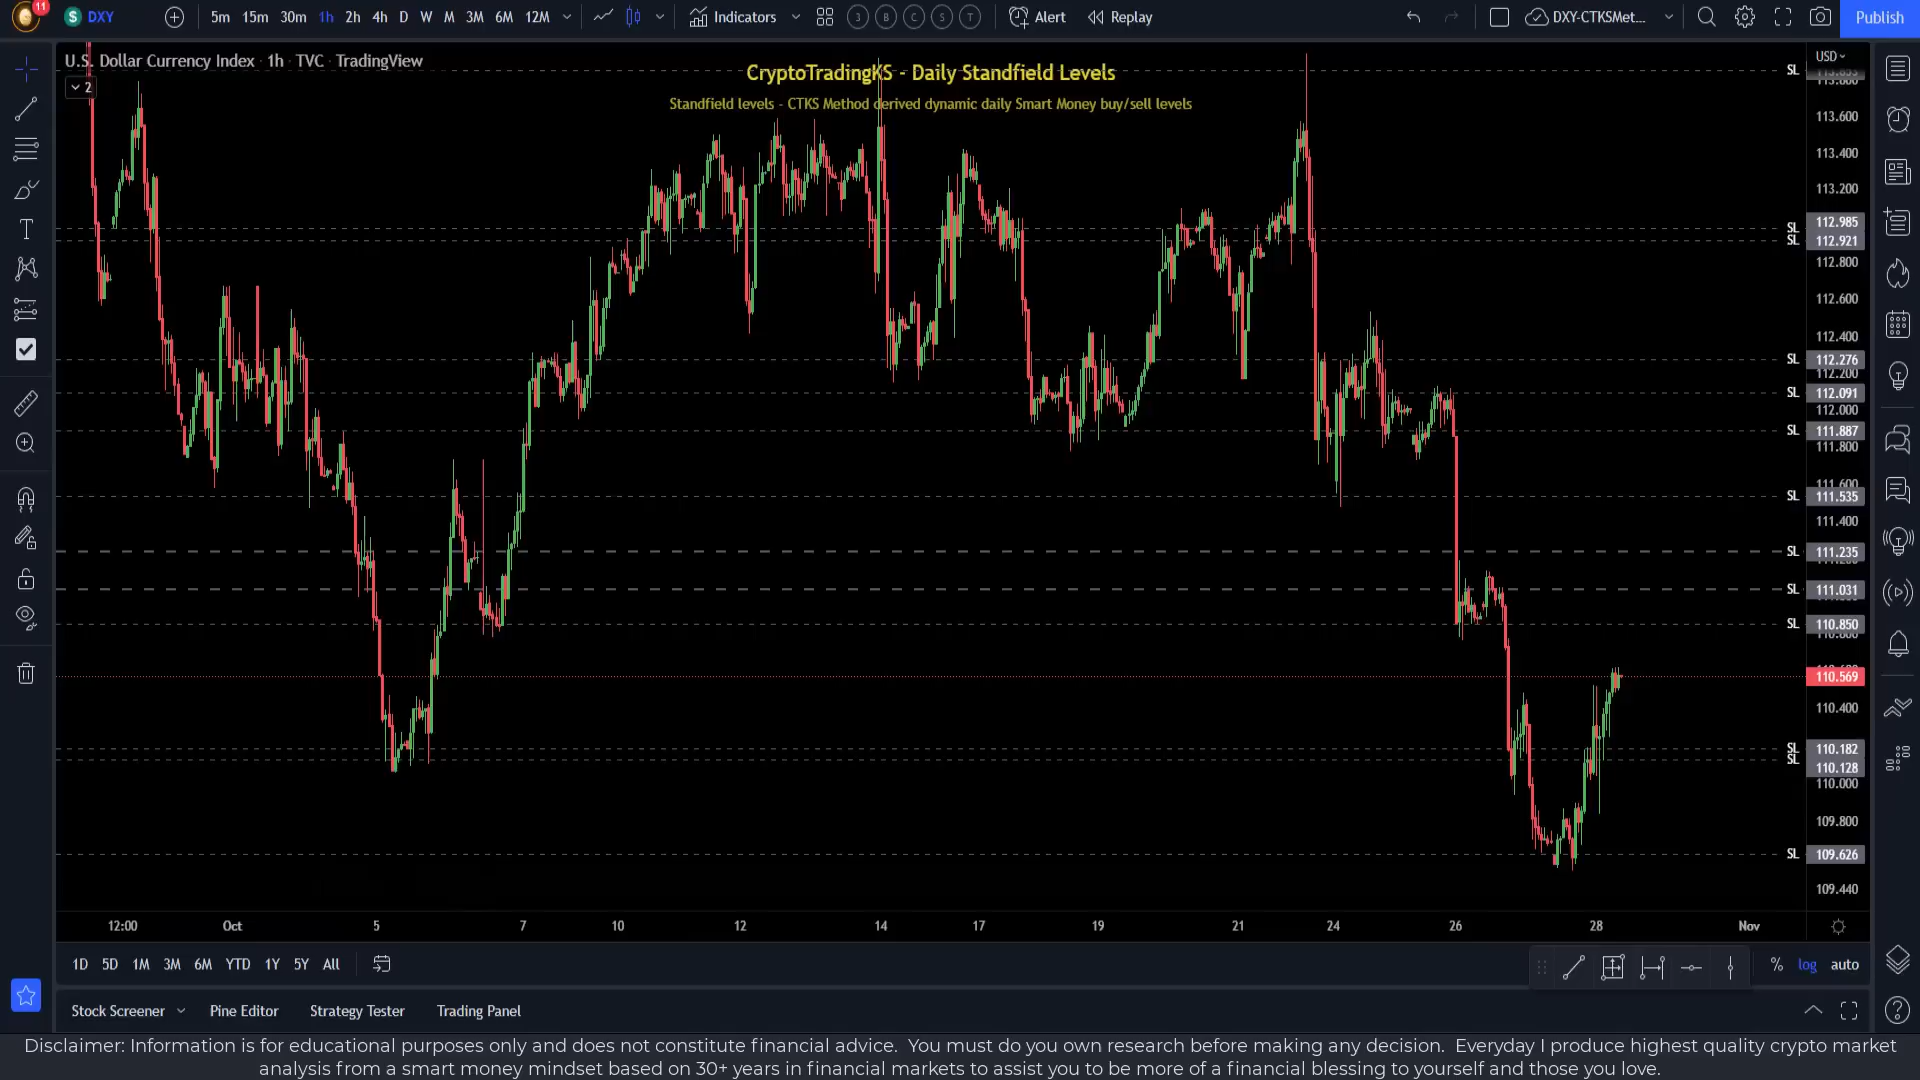 11
$ DXY
5m 15m 30m 1h 2h 4h D W M 3M 6M 12M
Indicators
3 B C S T
Alert
Replay
DXY-CTKSMet...
Publish
U.S. Dollar Currency Index · 1h · TVC · TradingView
2
CryptoTradingKS - Daily Standfield Levels
Standfield levels - CTKS Method derived dynamic daily Smart Money buy/sell levels
USD
SL
113.600
113.400
113.200
SL 112.985
SL 112.921
112.800
112.600
112.400
SL 112.276
112.200
SL 112.091
112.000
SL 111.887
111.800
111.600
SL 111.535
111.400
SL 111.235
SL 111.031
SL 110.850
110.800
110.569
110.400
SL 110.182
SL 110.128
110.000
109.800
SL 109.626
109.440
12:00 Oct 5 7 10 12 14 17 19 21 24 26 28 Nov
1D 5D 1M 3M 6M YTD 1Y 5Y All
% log auto
Stock Screener Pine Editor Strategy Tester Trading Panel
Disclaimer: Information is for educational purposes only and does not constitute financial advice. You must do you own research before making any decision. Everyday I produce highest quality crypto market
analysis from a smart money mindset based on 30+ years in financial markets to assist you to be more of a financial blessing to yourself and those you love.